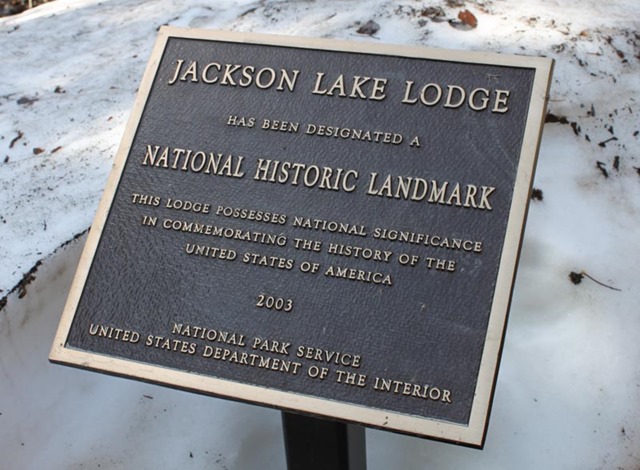 JACKSON LAKE LODGE
HAS BEEN DESIGNATED A
NATIONAL HISTORIC LANDMARK
THIS LODGE POSSESSES NATIONAL SIGNIFICANCE
IN COMMEMORATING THE HISTORY OF THE
UNITED STATES OF AMERICA
2003
NATIONAL PARK SERVICE
UNITED STATES DEPARTMENT OF THE INTERIOR